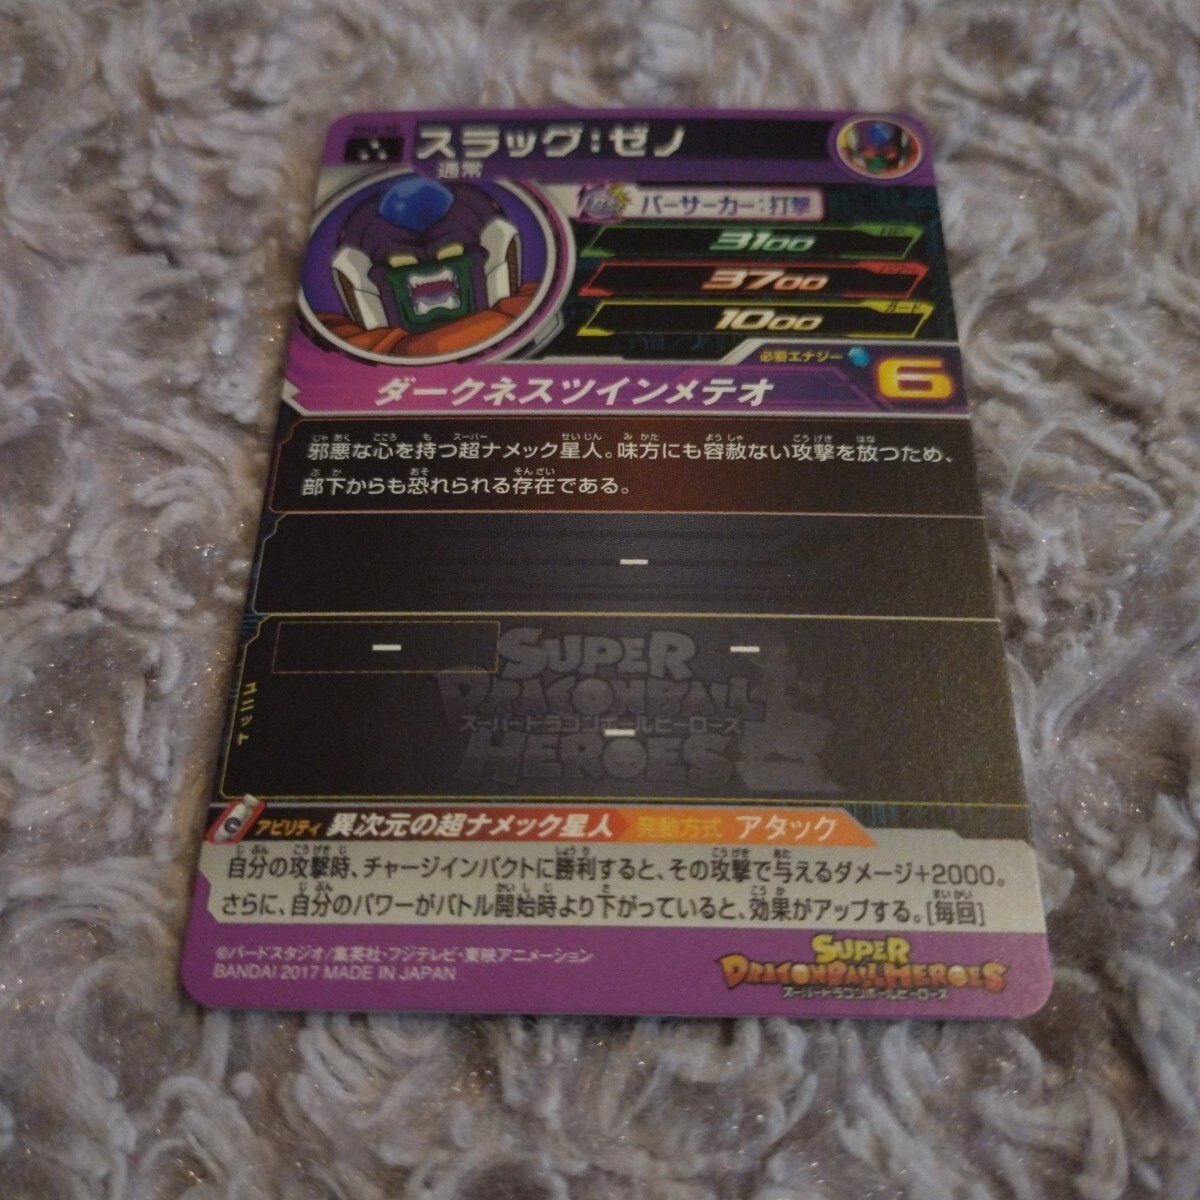 スラッグ：ゼノ
通常
バーサーカー：打撃
HP
3100
パワー
3700
ガード
1000
必要エナジー
6
ダークネスツインメテオ
邪悪な心を持つ超ナメック星人。味方にも容赦ない攻撃を放つため、
部下からも恐れられる存在である。
ー
ー
ー
ー
ユニット
SUPER
DRAGONBALL
スーパードラゴンボールヒーローズ
HEROES
アビリティ 異次元の超ナメック星人 発動方式 アタック
自分の攻撃時、チャージインパクトに勝利すると、その攻撃で与えるダメージ+2000。
さらに、自分のパワーがバトル開始時より下がっていると、効果がアップする。[毎回]
©バードスタジオ/集英社・フジテレビ・東映アニメーション
BANDAI 2017 MADE IN JAPAN
SUPER
DRAGONBALL HEROES
スーパードラゴンボールヒーローズ